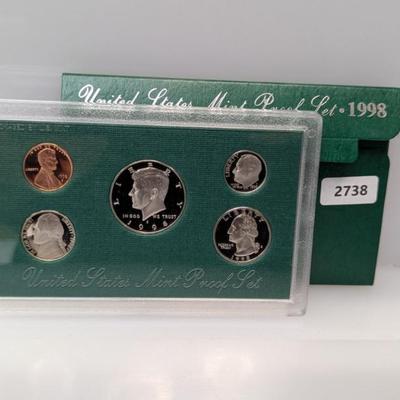 United States Mint Proof Set • 1998
2738
LIBERTY
IN GOD WE TRUST
1998
LIBERTY
1998
United States Mint Proof Set